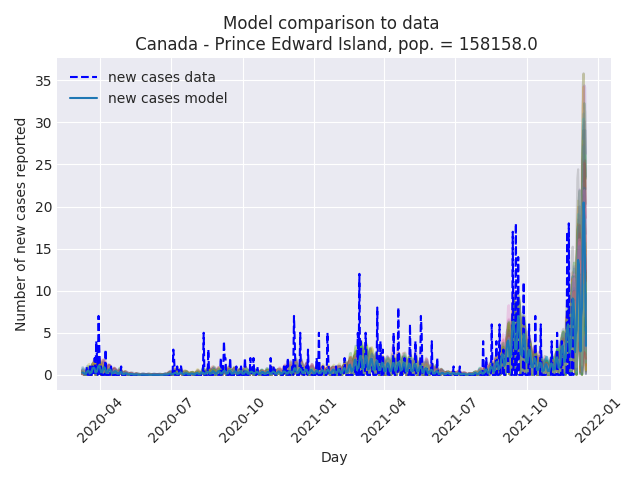 Model comparison to data
Canada - Prince Edward Island, pop. = 158158.0
new cases data
new cases model
Number of new cases reported
35
30
25
20
15
10
5
0
2020-04
2020-07
2020-10
2021-01
2021-04
2021-07
2021-10
2022-01
Day